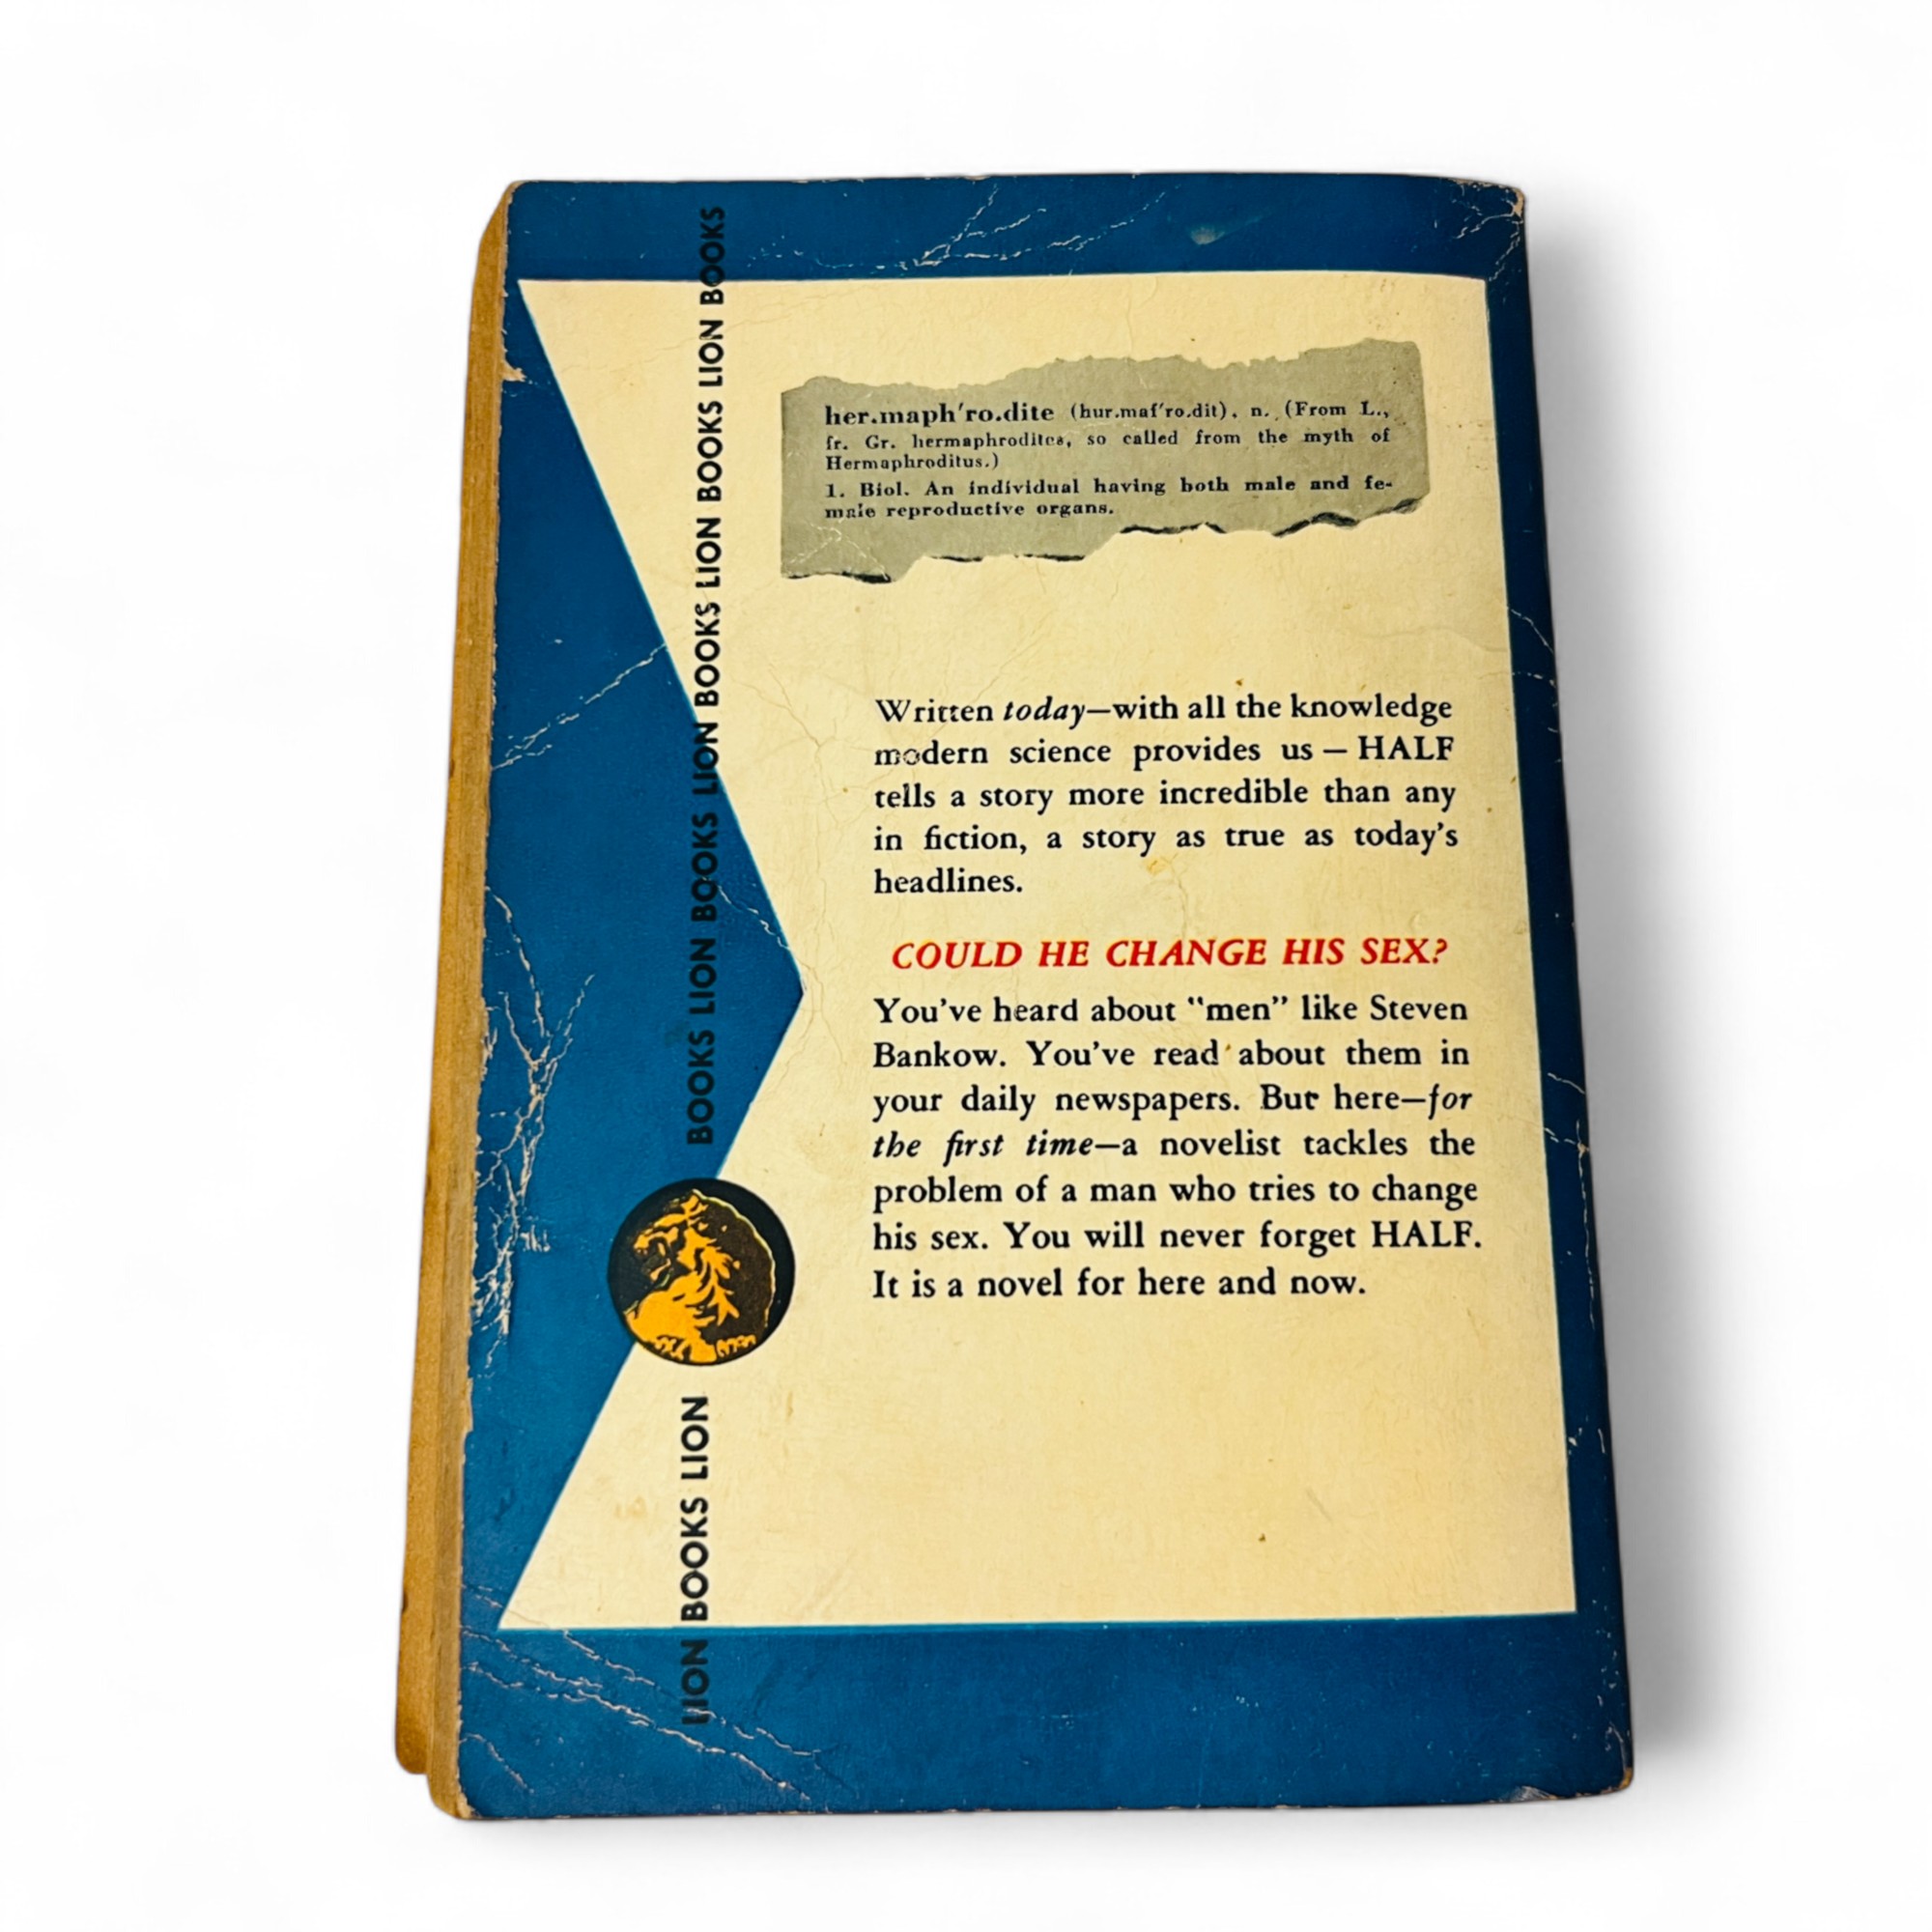 her.maph'ro.dite (hur.maf'ro.dit), n. (From L.,
fr. Gr. hermaphrodites, so called from the myth of
Hermaphroditus.)
1. Biol. An individual having both male and fe-
male reproductive organs.
Written today—with all the knowledge
modern science provides us — HALF
tells a story more incredible than any
in fiction, a story as true as today's
headlines.
COULD HE CHANGE HIS SEX?
You've heard about "men" like Steven
Bankow. You've read about them in
your daily newspapers. But here—for
the first time—a novelist tackles the
problem of a man who tries to change
his sex. You will never forget HALF.
It is a novel for here and now.
LION BOOKS LION
BOOKS LION BOOKS LION BOOKS LION BOOKS LION BOOKS LION BOOKS